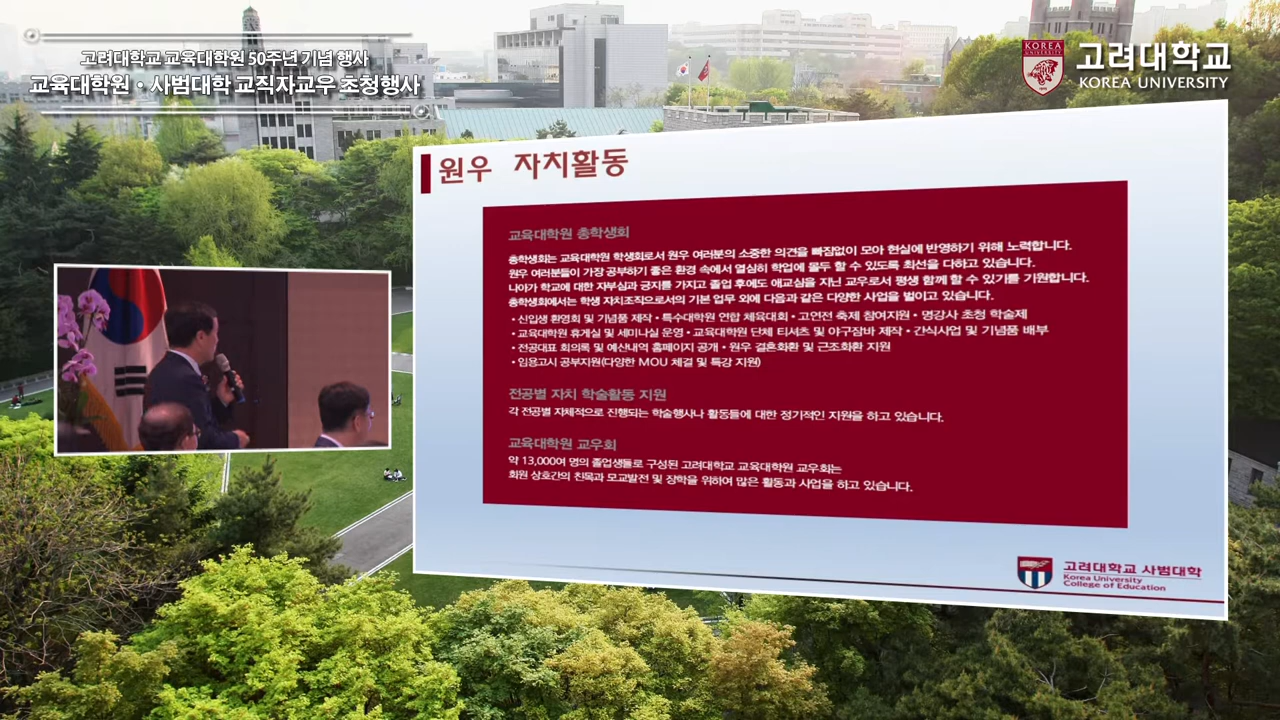 고려대학교 교육대학원 50주년 기념 행사
교육대학원 · 사범대학 교직자교우 초청행사
KOREA
UNIVERSITY
고려대학교
KOREA UNIVERSITY
원우 자치활동
교육대학원 총학생회
총학생회는 교육대학원 학생회로서 원우 여러분의 소중한 의견을 빠짐없이 모아 현실에 반영하기 위해 노력합니다.
원우 여러분들이 가장 공부하기 좋은 환경 속에서 열심히 학업에 몰두 할 수 있도록 최선을 다하고 있습니다.
나아가 학교에 대한 자부심과 긍지를 가지고 졸업 후에도 애교심을 지닌 교우로서 평생 함께 할 수 있기를 기원합니다.
총학생회에서는 학생 자치조직으로서의 기본 업무 외에 다음과 같은 다양한 사업을 벌이고 있습니다.
• 신입생 환영회 및 기념품 제작 • 특수대학원 연합 체육대회 • 고연전 축제 참여지원 • 명강사 초청 학술제
• 교육대학원 휴게실 및 세미나실 운영 • 교육대학원 단체 티셔츠 및 야구잠바 제작 • 간식사업 및 기념품 배부
• 전공대표 회의록 및 예산내역 홈페이지 공개 • 원우 결혼화환 및 근조화환 지원
• 임용고시 공부지원(다양한 MOU 체결 및 특강 지원)
전공별 자치 학술활동 지원
각 전공별 자체적으로 진행되는 학술행사나 활동들에 대한 정기적인 지원을 하고 있습니다.
교육대학원 교우회
약 13,000여 명의 졸업생들로 구성된 고려대학교 교육대학원 교우회는
회원 상호간의 친목과 모교발전 및 장학을 위하여 많은 활동과 사업을 하고 있습니다.
고려대학교 사범대학
Korea University
College of Education